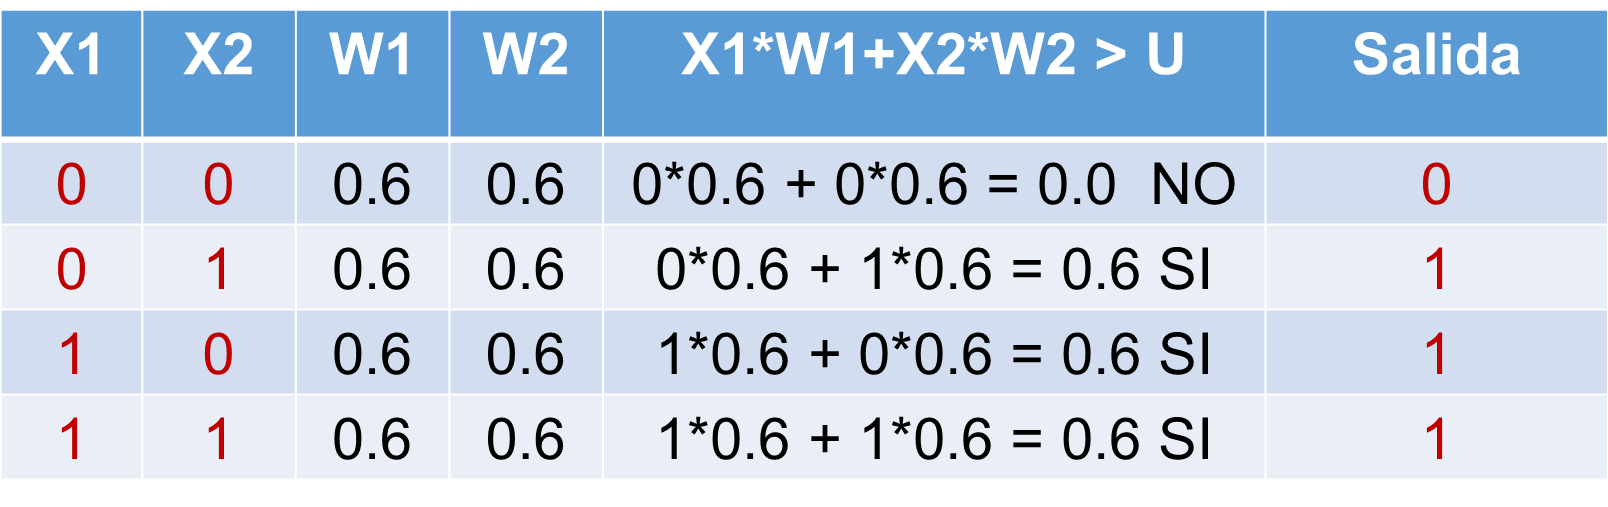 X1 X2 W1 W2 X1*W1+X2*W2 > U Salida
0 0 0.6 0.6 0*0.6 + 0*0.6 = 0.0 NO 0
0 1 0.6 0.6 0*0.6 + 1*0.6 = 0.6 SI 1
1 0 0.6 0.6 1*0.6 + 0*0.6 = 0.6 SI 1
1 1 0.6 0.6 1*0.6 + 1*0.6 = 0.6 SI 1